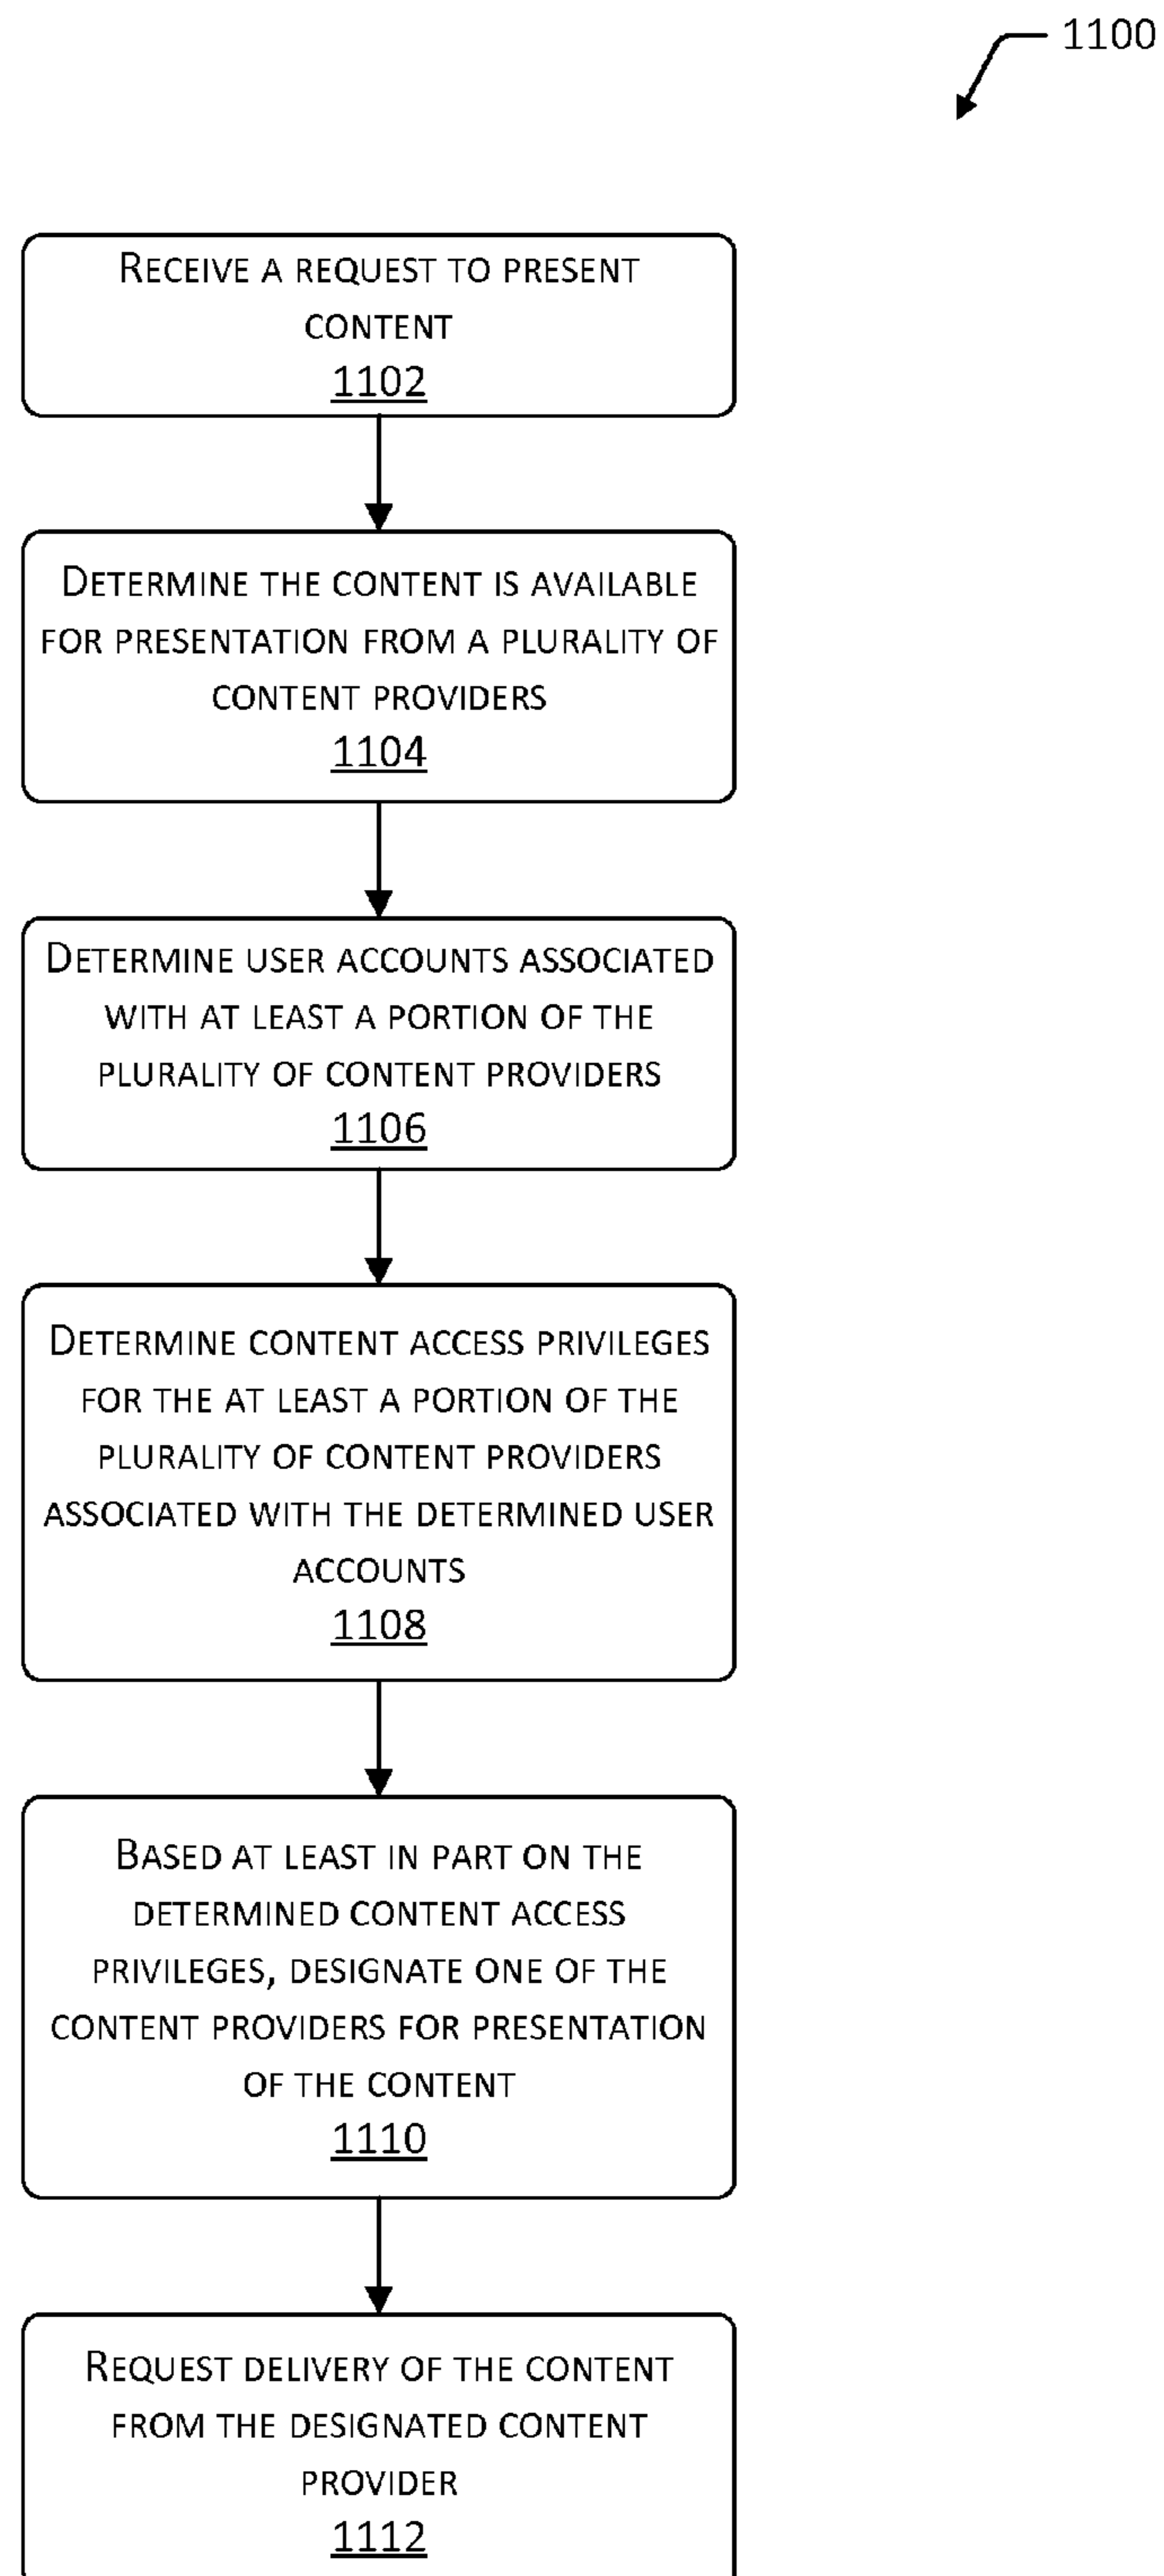 1100
Receive a request to present
content
1102
Determine the content is available
for presentation from a plurality of
content providers
1104
Determine user accounts associated
with at least a portion of the
plurality of content providers
1106
Determine content access privileges
for the at least a portion of the
plurality of content providers
associated with the determined user
accounts
1108
Based at least in part on the
determined content access
privileges, designate one of the
content providers for presentation
of the content
1110
Request delivery of the content
from the designated content
provider
1112